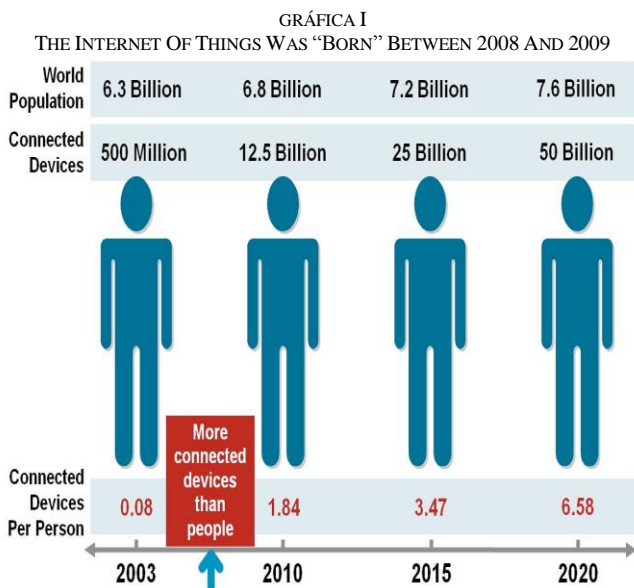 GRÁFICA I
THE INTERNET OF THINGS WAS “BORN” BETWEEN 2008 AND 2009
World
Population
6.3 Billion 6.8 Billion 7.2 Billion 7.6 Billion
Connected
Devices
500 Million 12.5 Billion 25 Billion 50 Billion
More
connected
devices
than
people
Connected
Devices
Per Person
0.08 1.84 3.47 6.58
2003 2010 2015 2020